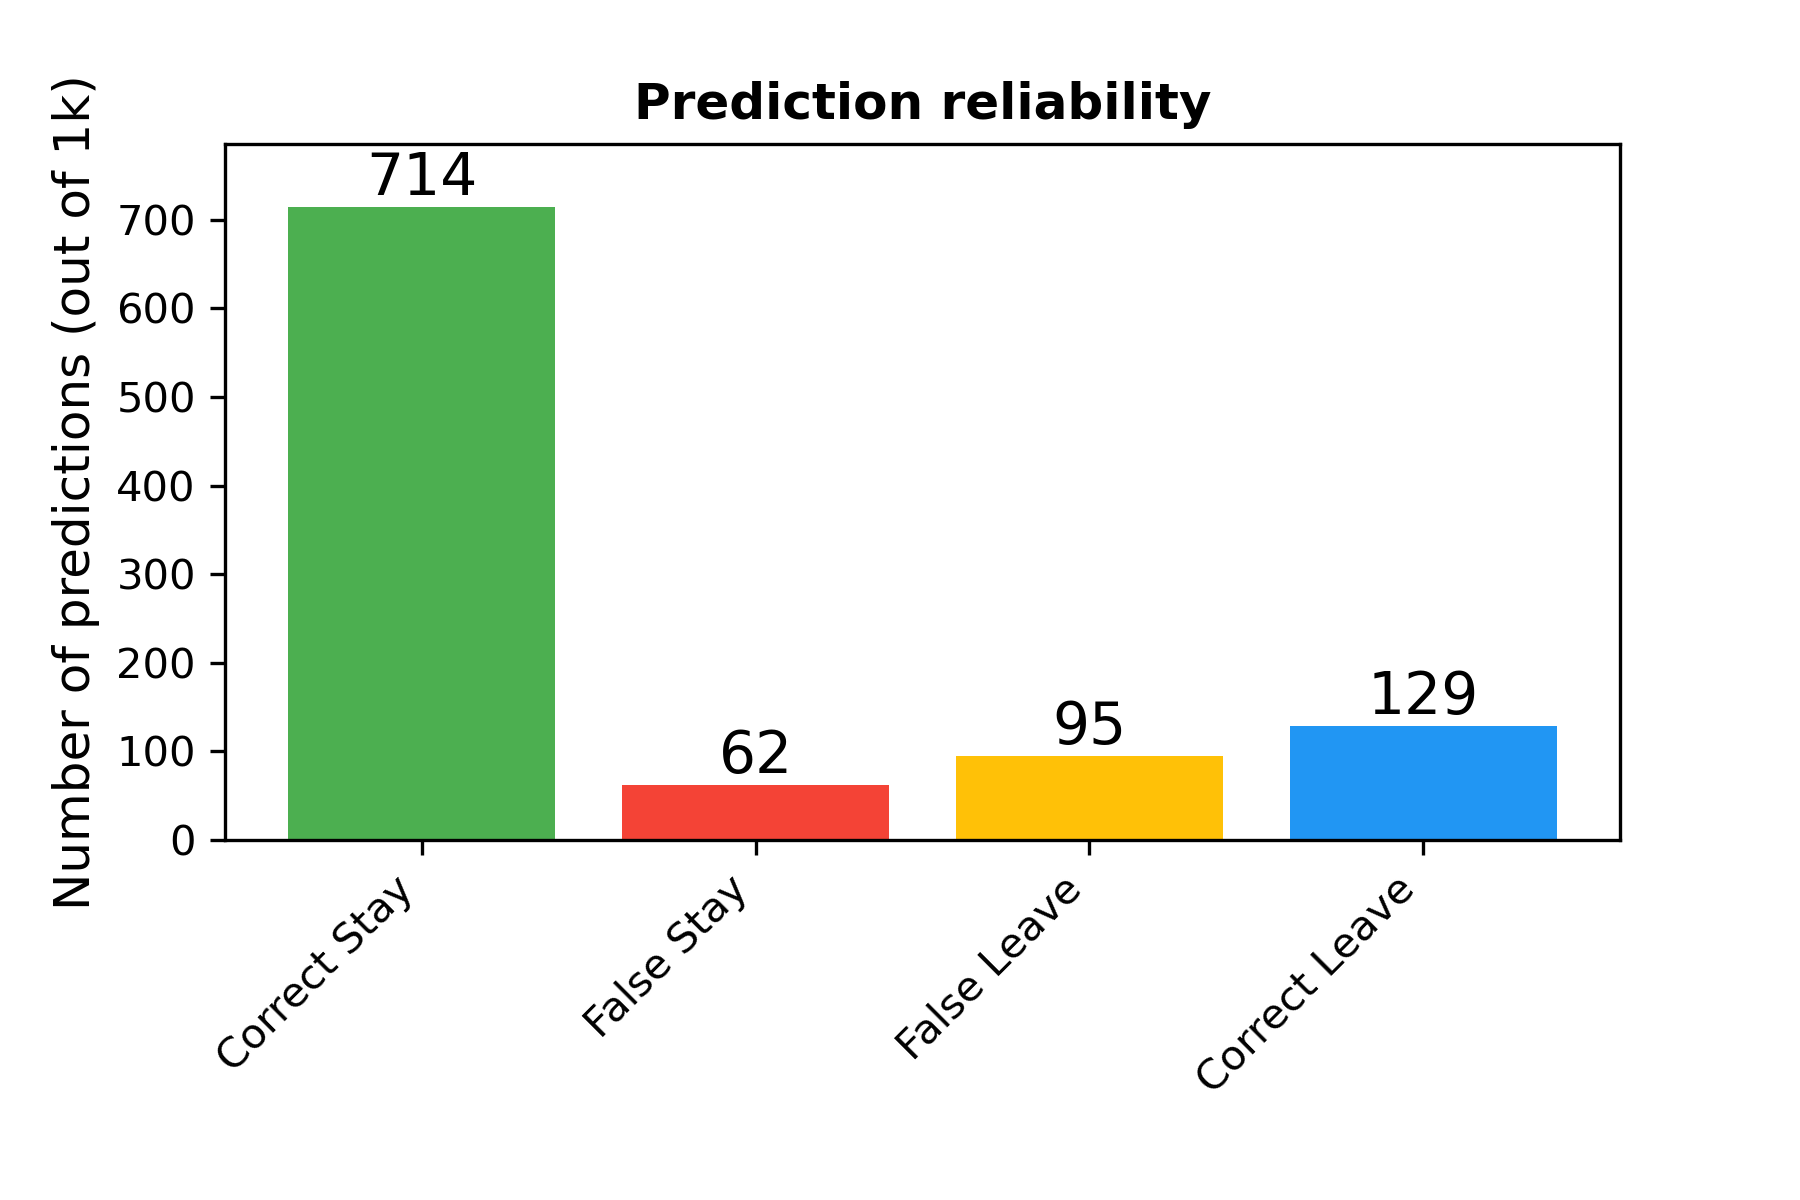 Prediction reliability
Number of predictions (out of 1k)
700
600
500
400
300
200
100
0
714
62
95
129
Correct Stay
False Stay
False Leave
Correct Leave